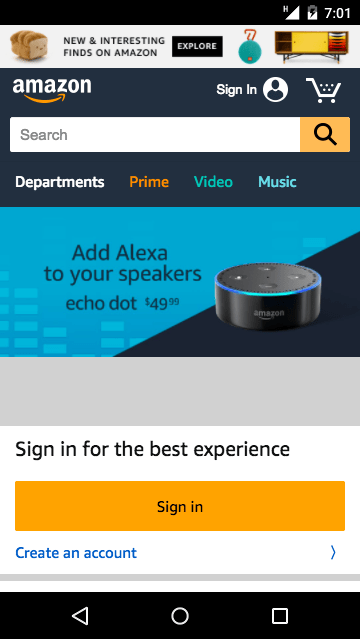 H 7:01
NEW & INTERESTING
FINDS ON AMAZON
EXPLORE
amazon
Sign In
Search
Departments Prime Video Music
Add Alexa
to your speakers
echo dot $49 99
amazon
Sign in for the best experience
Sign in
Create an account